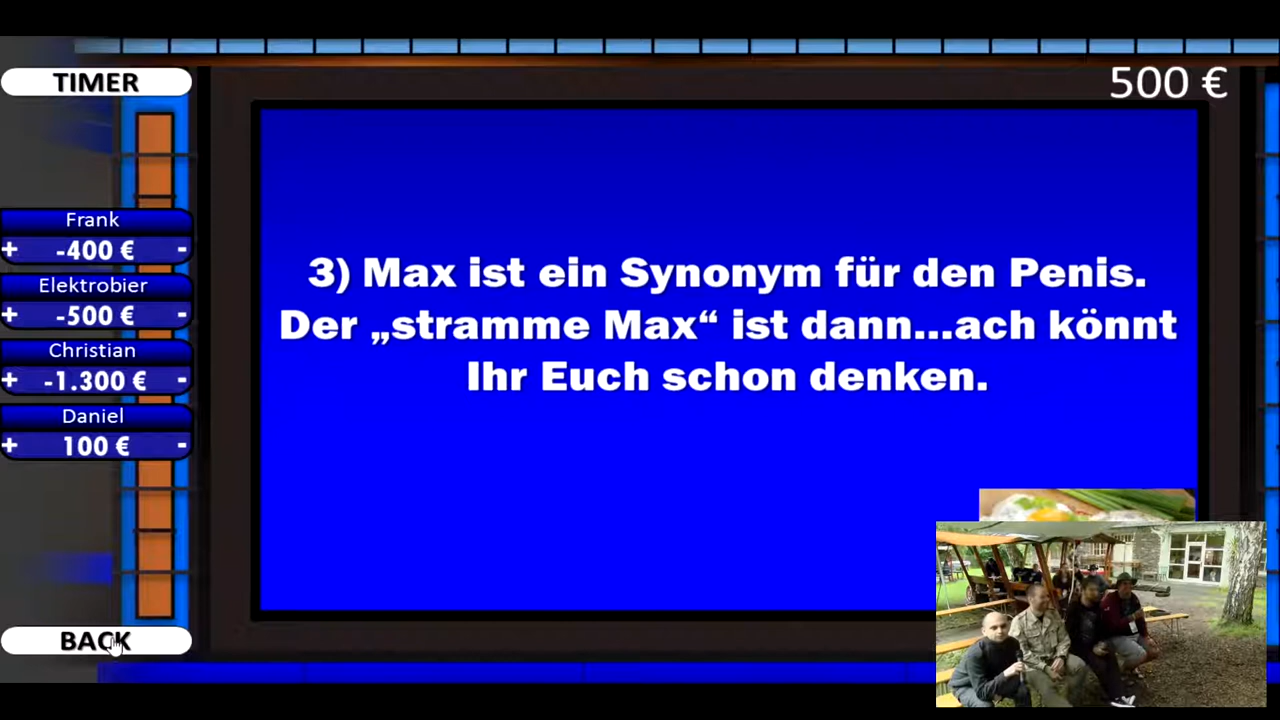 TIMER
500 €
Frank
+ -400 € -
Elektrobier
+ -500 € -
Christian
+ -1.300 € -
Daniel
+ 100 € -
3) Max ist ein Synonym für den Penis.
Der „stramme Max“ ist dann...ach könnt
Ihr Euch schon denken.
BACK